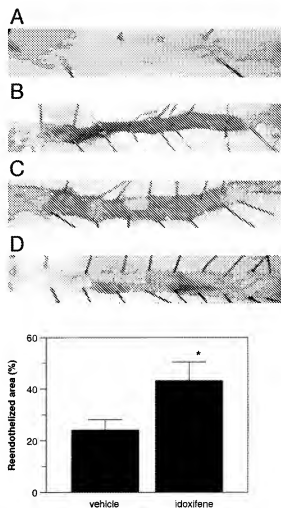 A
B
C
D
60
40
20
0
Reendothelized area (%)
*
vehicle
idoxifene